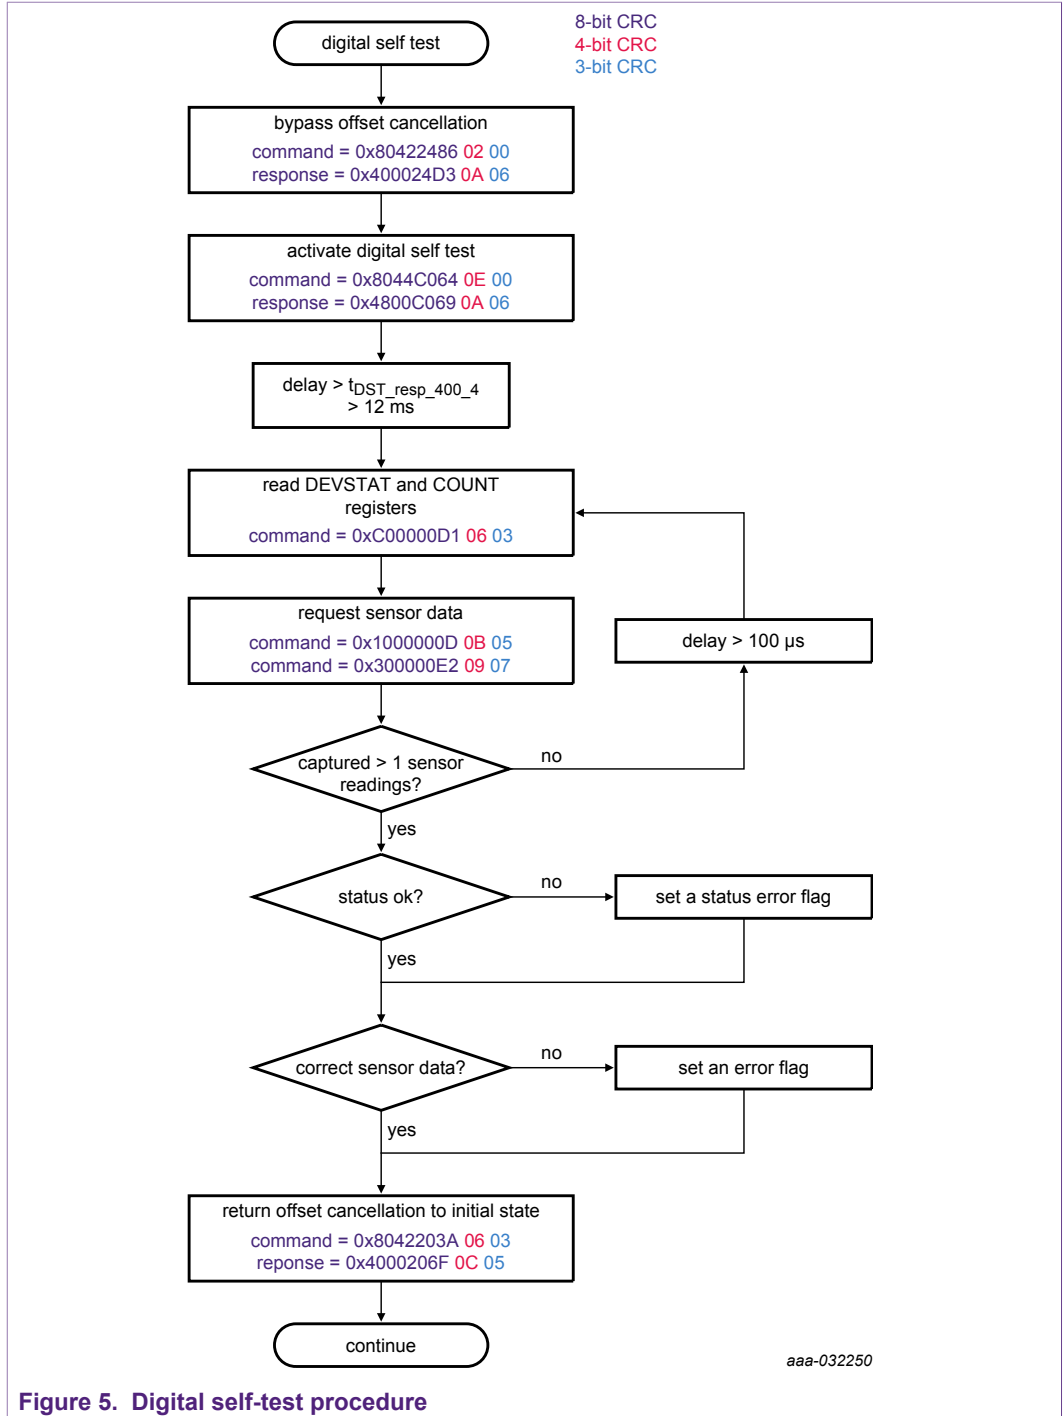 digital self test
8-bit CRC
4-bit CRC
3-bit CRC
bypass offset cancellation
command = 0x80422486 02 00
response = 0x400024D3 0A 06
activate digital self test
command = 0x8044C064 0E 00
response = 0x4800C069 0A 06
delay > tDST_resp_400_4
> 12 ms
read DEVSTAT and COUNT
registers
command = 0xC00000D1 06 03
request sensor data
command = 0x1000000D 0B 05
command = 0x300000E2 09 07
delay > 100 µs
captured > 1 sensor
readings?
no
yes
status ok?
no
set a status error flag
yes
correct sensor data?
no
set an error flag
yes
return offset cancellation to initial state
command = 0x8042203A 06 03
reponse = 0x4000206F 0C 05
continue
aaa-032250
Figure 5. Digital self-test procedure